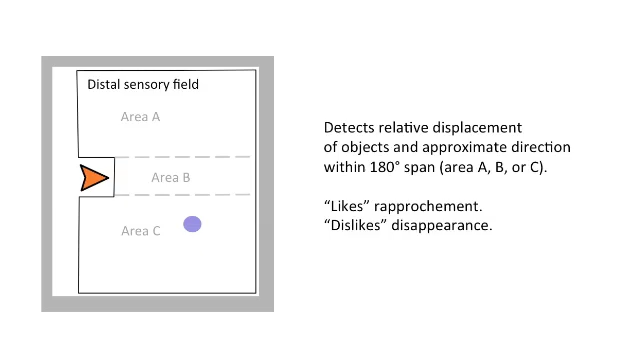 Distal sensory field
Area A
Area B
Area C
Detects relative displacement
of objects and approximate direction
within 180° span (area A, B, or C).
“Likes” rapprochement.
“Dislikes” disappearance.